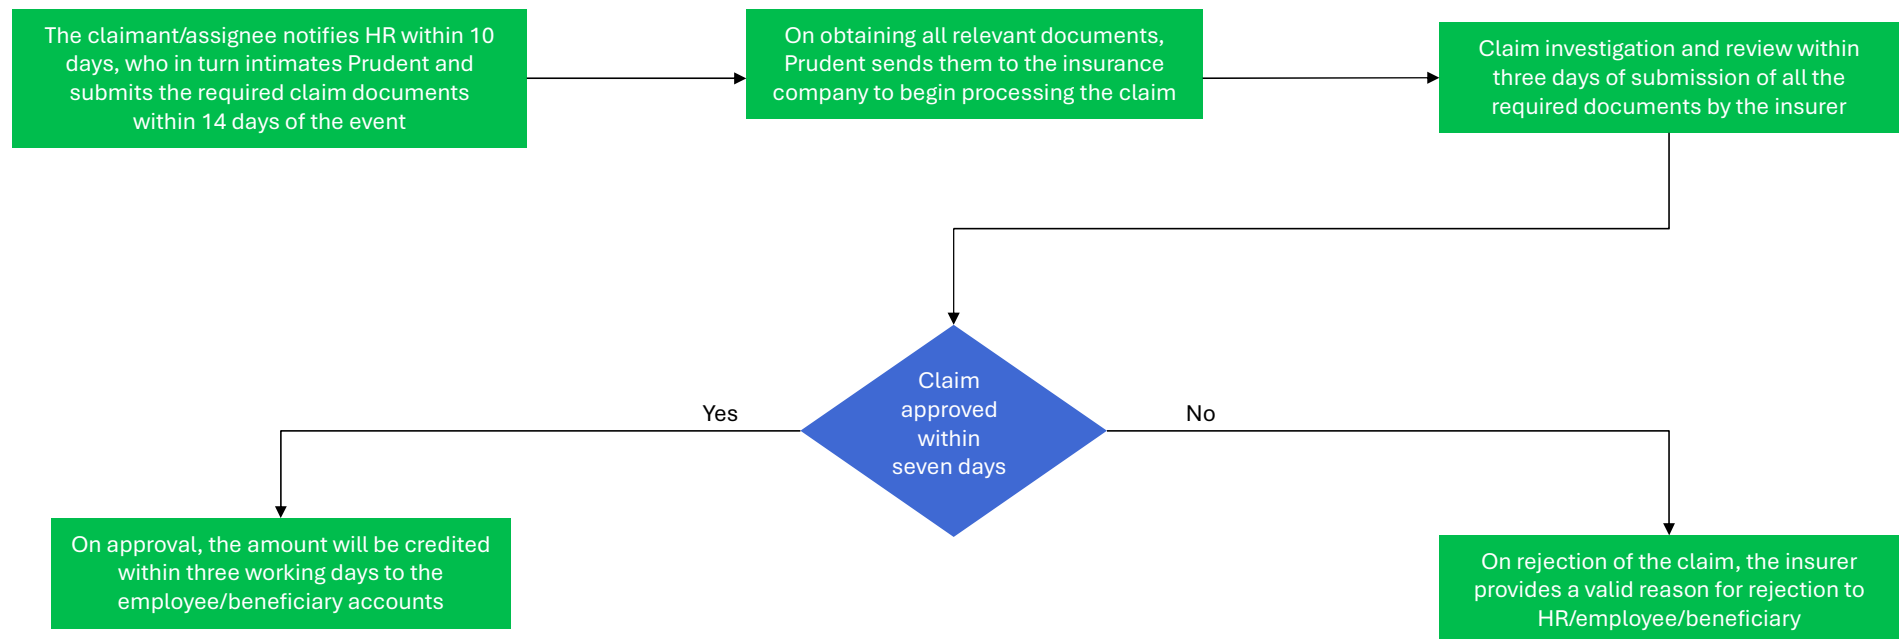 The claimant/assignee notifies HR within 10
days, who in turn intimates Prudent and
submits the required claim documents
within 14 days of the event
On obtaining all relevant documents,
Prudent sends them to the insurance
company to begin processing the claim
Claim investigation and review within
three days of submission of all the
required documents by the insurer
Claim
approved
within
seven days
Yes
No
On approval, the amount will be credited
within three working days to the
employee/beneficiary accounts
On rejection of the claim, the insurer
provides a valid reason for rejection to
HR/employee/beneficiary